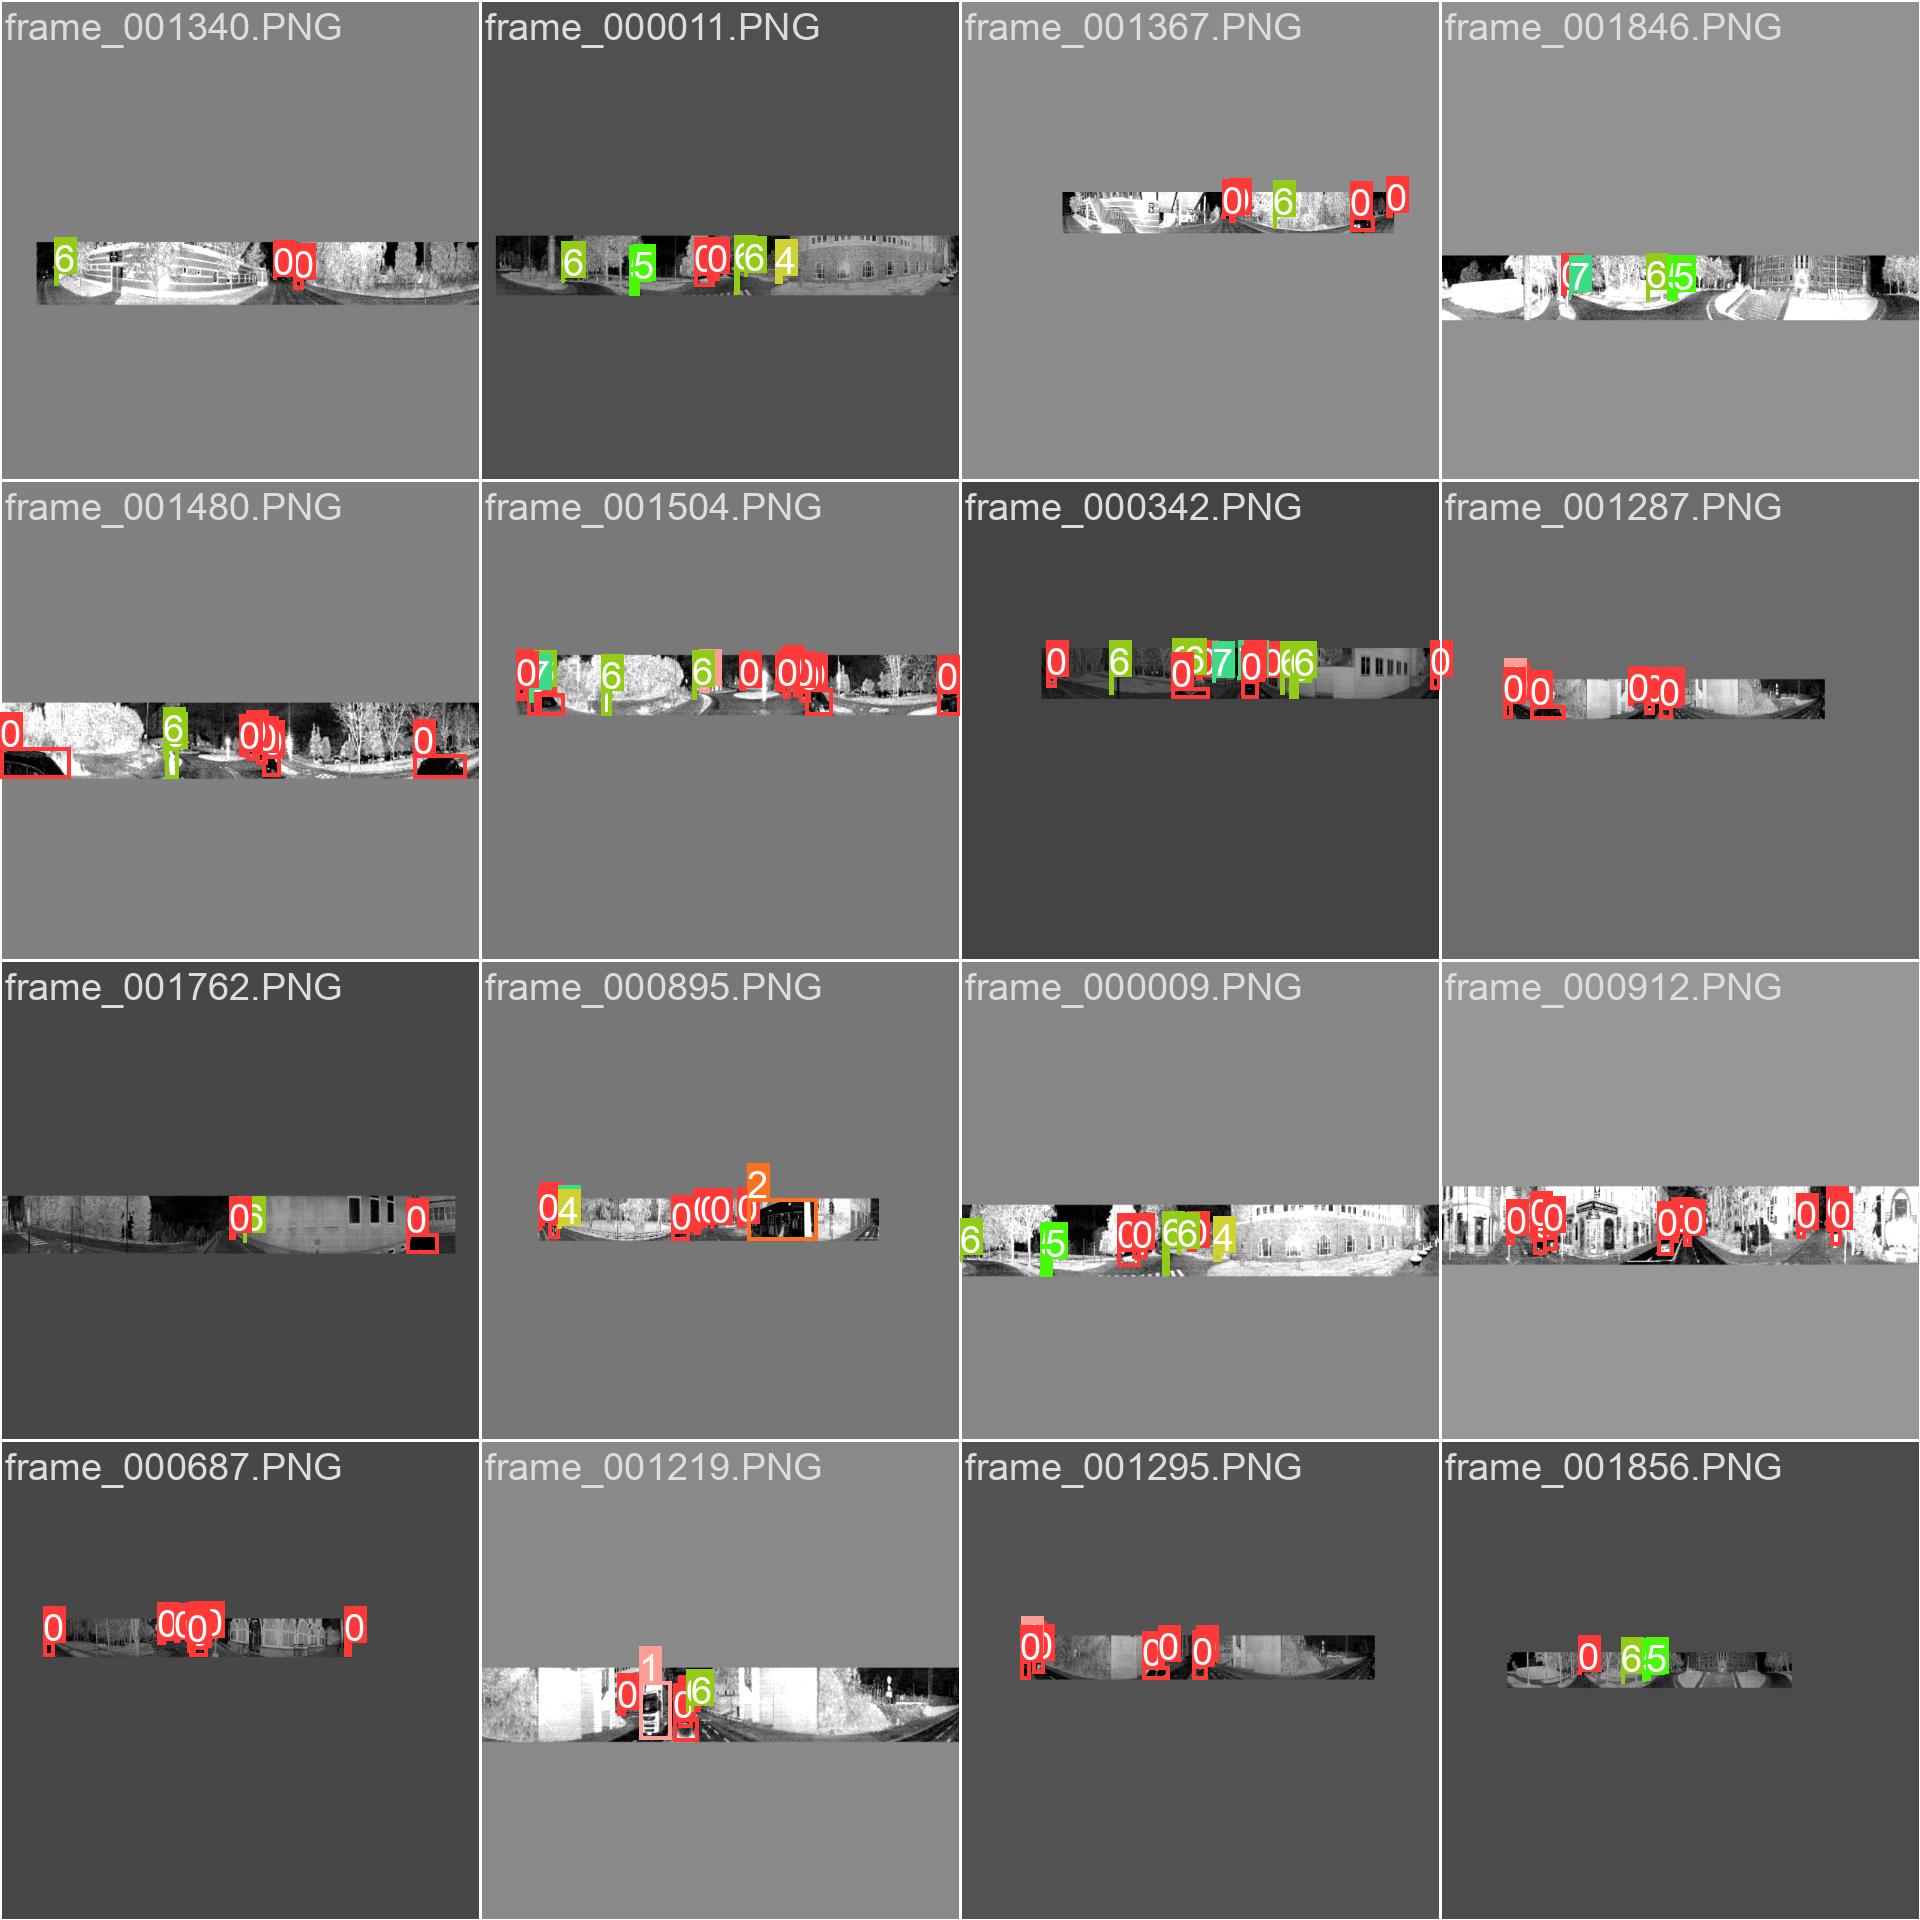 frame_001340.PNG
frame_000011.PNG
frame_001367.PNG
frame_001846.PNG
6 0 0
6 5 0 0 6 6 4
0 6 0 0
0 7 6 5
frame_001480.PNG
frame_001504.PNG
frame_000342.PNG
frame_001287.PNG
0 6 0 0 0
0 7 6 6 0 0 0
0 6 6 0 7 0 0 6 6 0
0 0 0 0
frame_001762.PNG
frame_000895.PNG
frame_000009.PNG
frame_000912.PNG
0 6 0
0 4 0 0 0 0 0 2
6 5 0 0 6 6 4
0 0 0 0 0 0 0
frame_000687.PNG
frame_001219.PNG
frame_001295.PNG
frame_001856.PNG
0 0 0 0 0 0
0 1 0 6
0 0 0 0 0
0 6 5